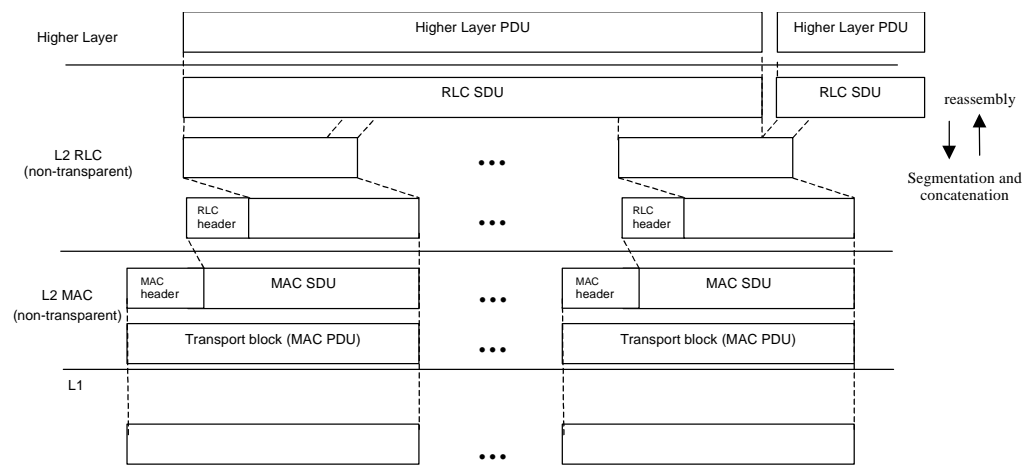 Higher Layer
Higher Layer PDU
Higher Layer PDU
RLC SDU
RLC SDU
reassembly
L2 RLC
(non-transparent)
•••
•••
Segmentation and
concatenation
RLC
header
•••
RLC
header
L2 MAC
(non-transparent)
MAC
header
MAC SDU
•••
MAC
header
MAC SDU
Transport block (MAC PDU)
•••
Transport block (MAC PDU)
L1
•••